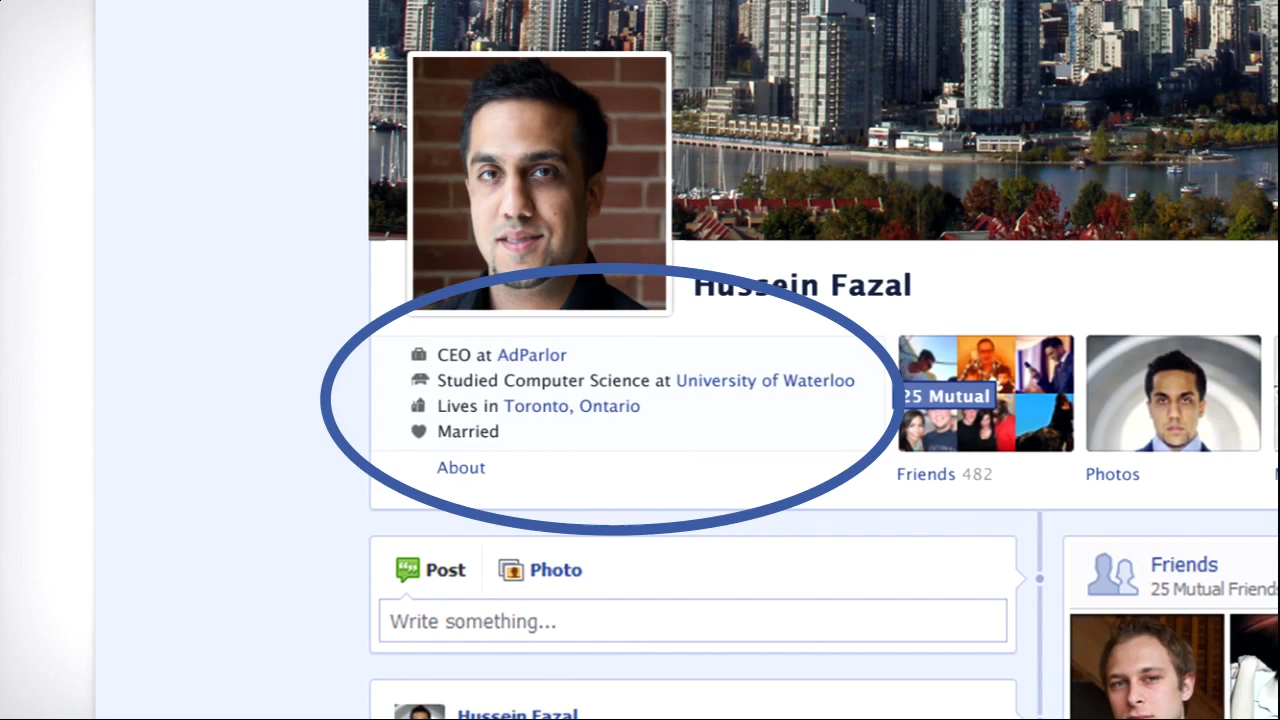 Hussein Fazal
CEO at AdParlor
Studied Computer Science at University of Waterloo
Lives in Toronto, Ontario
Married
About
25 Mutual
Friends 482
Photos
Post
Photo
Write something...
Friends
25 Mutual Friends
Hussein Fazal